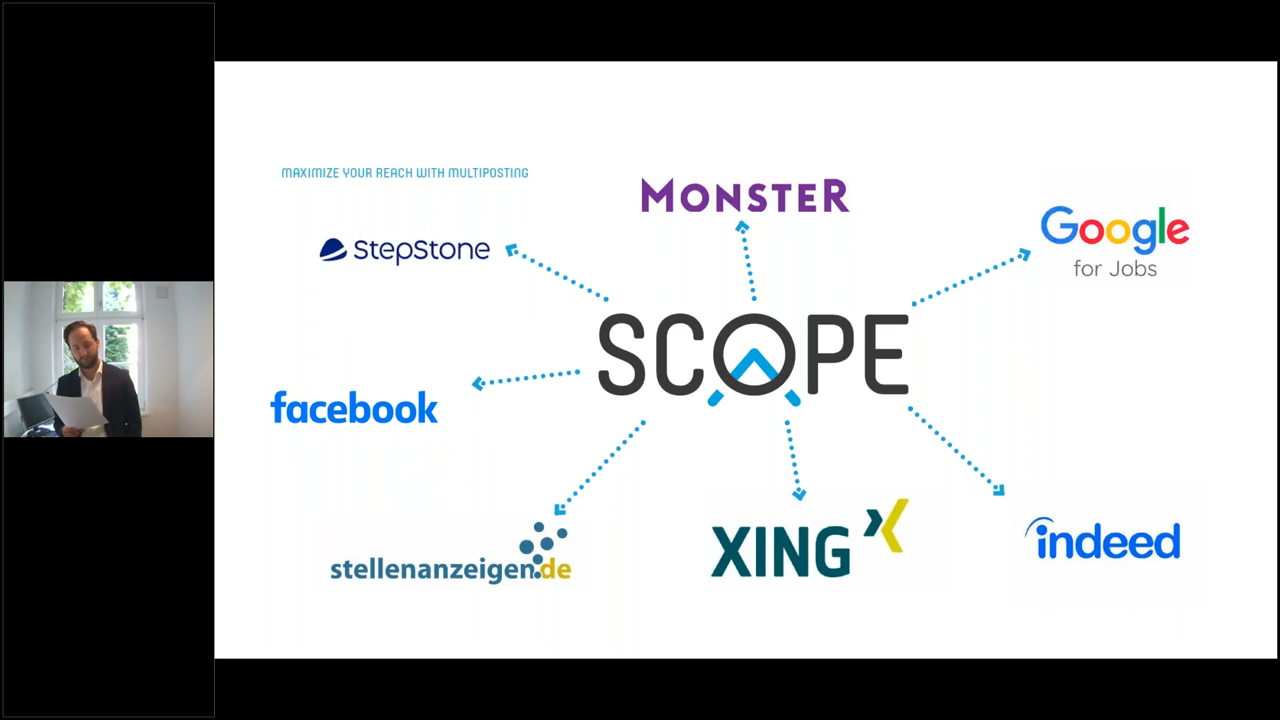 MAXIMIZE YOUR REACH WITH MULTIPOSTING
MONSTER
Google
for Jobs
StepStone
SCOPE
facebook
stellenanzeigen.de
XING
indeed